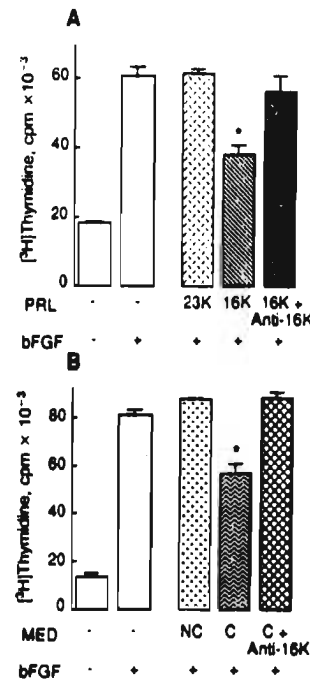 A
[³H]Thymidine, cpm × 10⁻³
60
40
20
0
*
PRL - - 23K 16K 16K +
Anti-16K
bFGF - + + + +
B
[³H]Thymidine, cpm × 10⁻³
80
60
40
20
0
*
MED - - NC C C +
Anti-16K
bFGF - + + + +